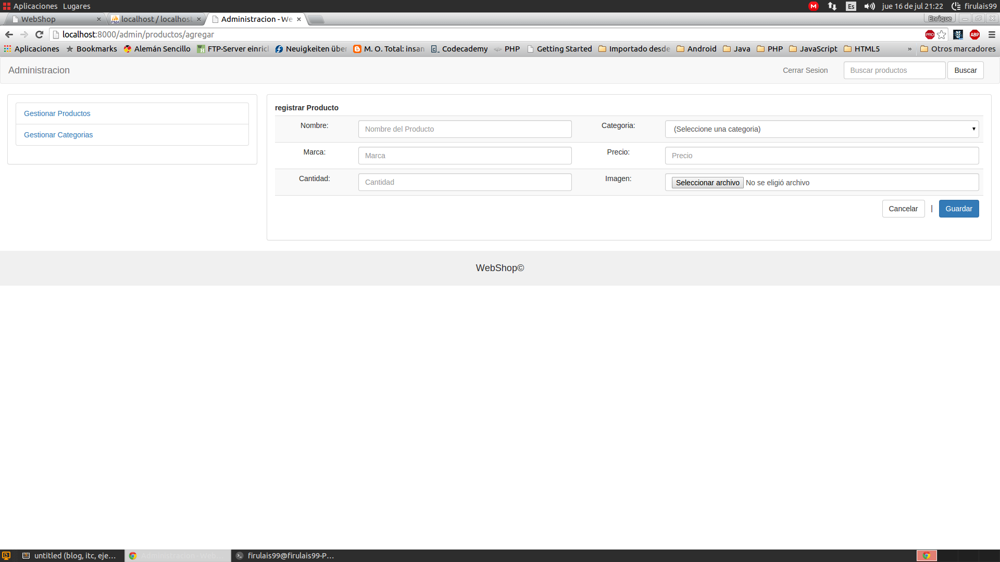 Aplicaciones Lugares Es jue 16 de jul 21:22 firulais99
WebShop localhost / localhost Administracion - We Enrique
localhost:8000/admin/productos/agregar PRO ABP
Aplicaciones Bookmarks Alemán Sencillo FTP-Server einric Neuigkeiten über M. O. Total: insan Codecademy PHP Getting Started Importado desde Android Java PHP JavaScript HTML5 » Otros marcadores
Administracion Cerrar Sesion Buscar productos Buscar
Gestionar Productos
Gestionar Categorias
registrar Producto
Nombre: Nombre del Producto Categoria: (Seleccione una categoria)
Marca: Marca Precio: Precio
Cantidad: Cantidad Imagen: Seleccionar archivo No se eligió archivo
Cancelar | Guardar
WebShop©
untitled (blog, itc, eje... Administracion - Web... firulais99@firulais99-P...